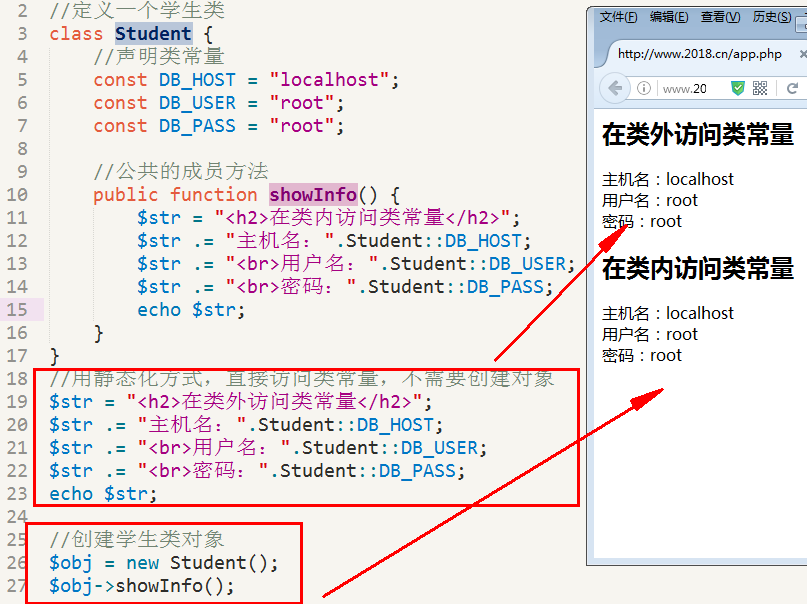 2 //定义一个学生类
3 class Student {
4 //声明类常量
5 const DB_HOST = "localhost";
6 const DB_USER = "root";
7 const DB_PASS = "root";
8
9 //公共的成员方法
10 public function showInfo() {
11 $str = "<h2>在类内访问类常量</h2>";
12 $str .= "主机名：".Student::DB_HOST;
13 $str .= "<br>用户名：".Student::DB_USER;
14 $str .= "<br>密码：".Student::DB_PASS;
15 echo $str;
16 }
17 }
18 //用静态化方式，直接访问类常量，不需要创建对象
19 $str = "<h2>在类外访问类常量</h2>";
20 $str .= "主机名：".Student::DB_HOST;
21 $str .= "<br>用户名：".Student::DB_USER;
22 $str .= "<br>密码：".Student::DB_PASS;
23 echo $str;
24
25 //创建学生类对象
26 $obj = new Student();
27 $obj->showInfo();
文件(F) 编辑(E) 查看(V) 历史(S)
http://www.2018.cn/app.php
www.20
在类外访问类常量
主机名：localhost
用户名：root
密码：root
在类内访问类常量
主机名：localhost
用户名：root
密码：root